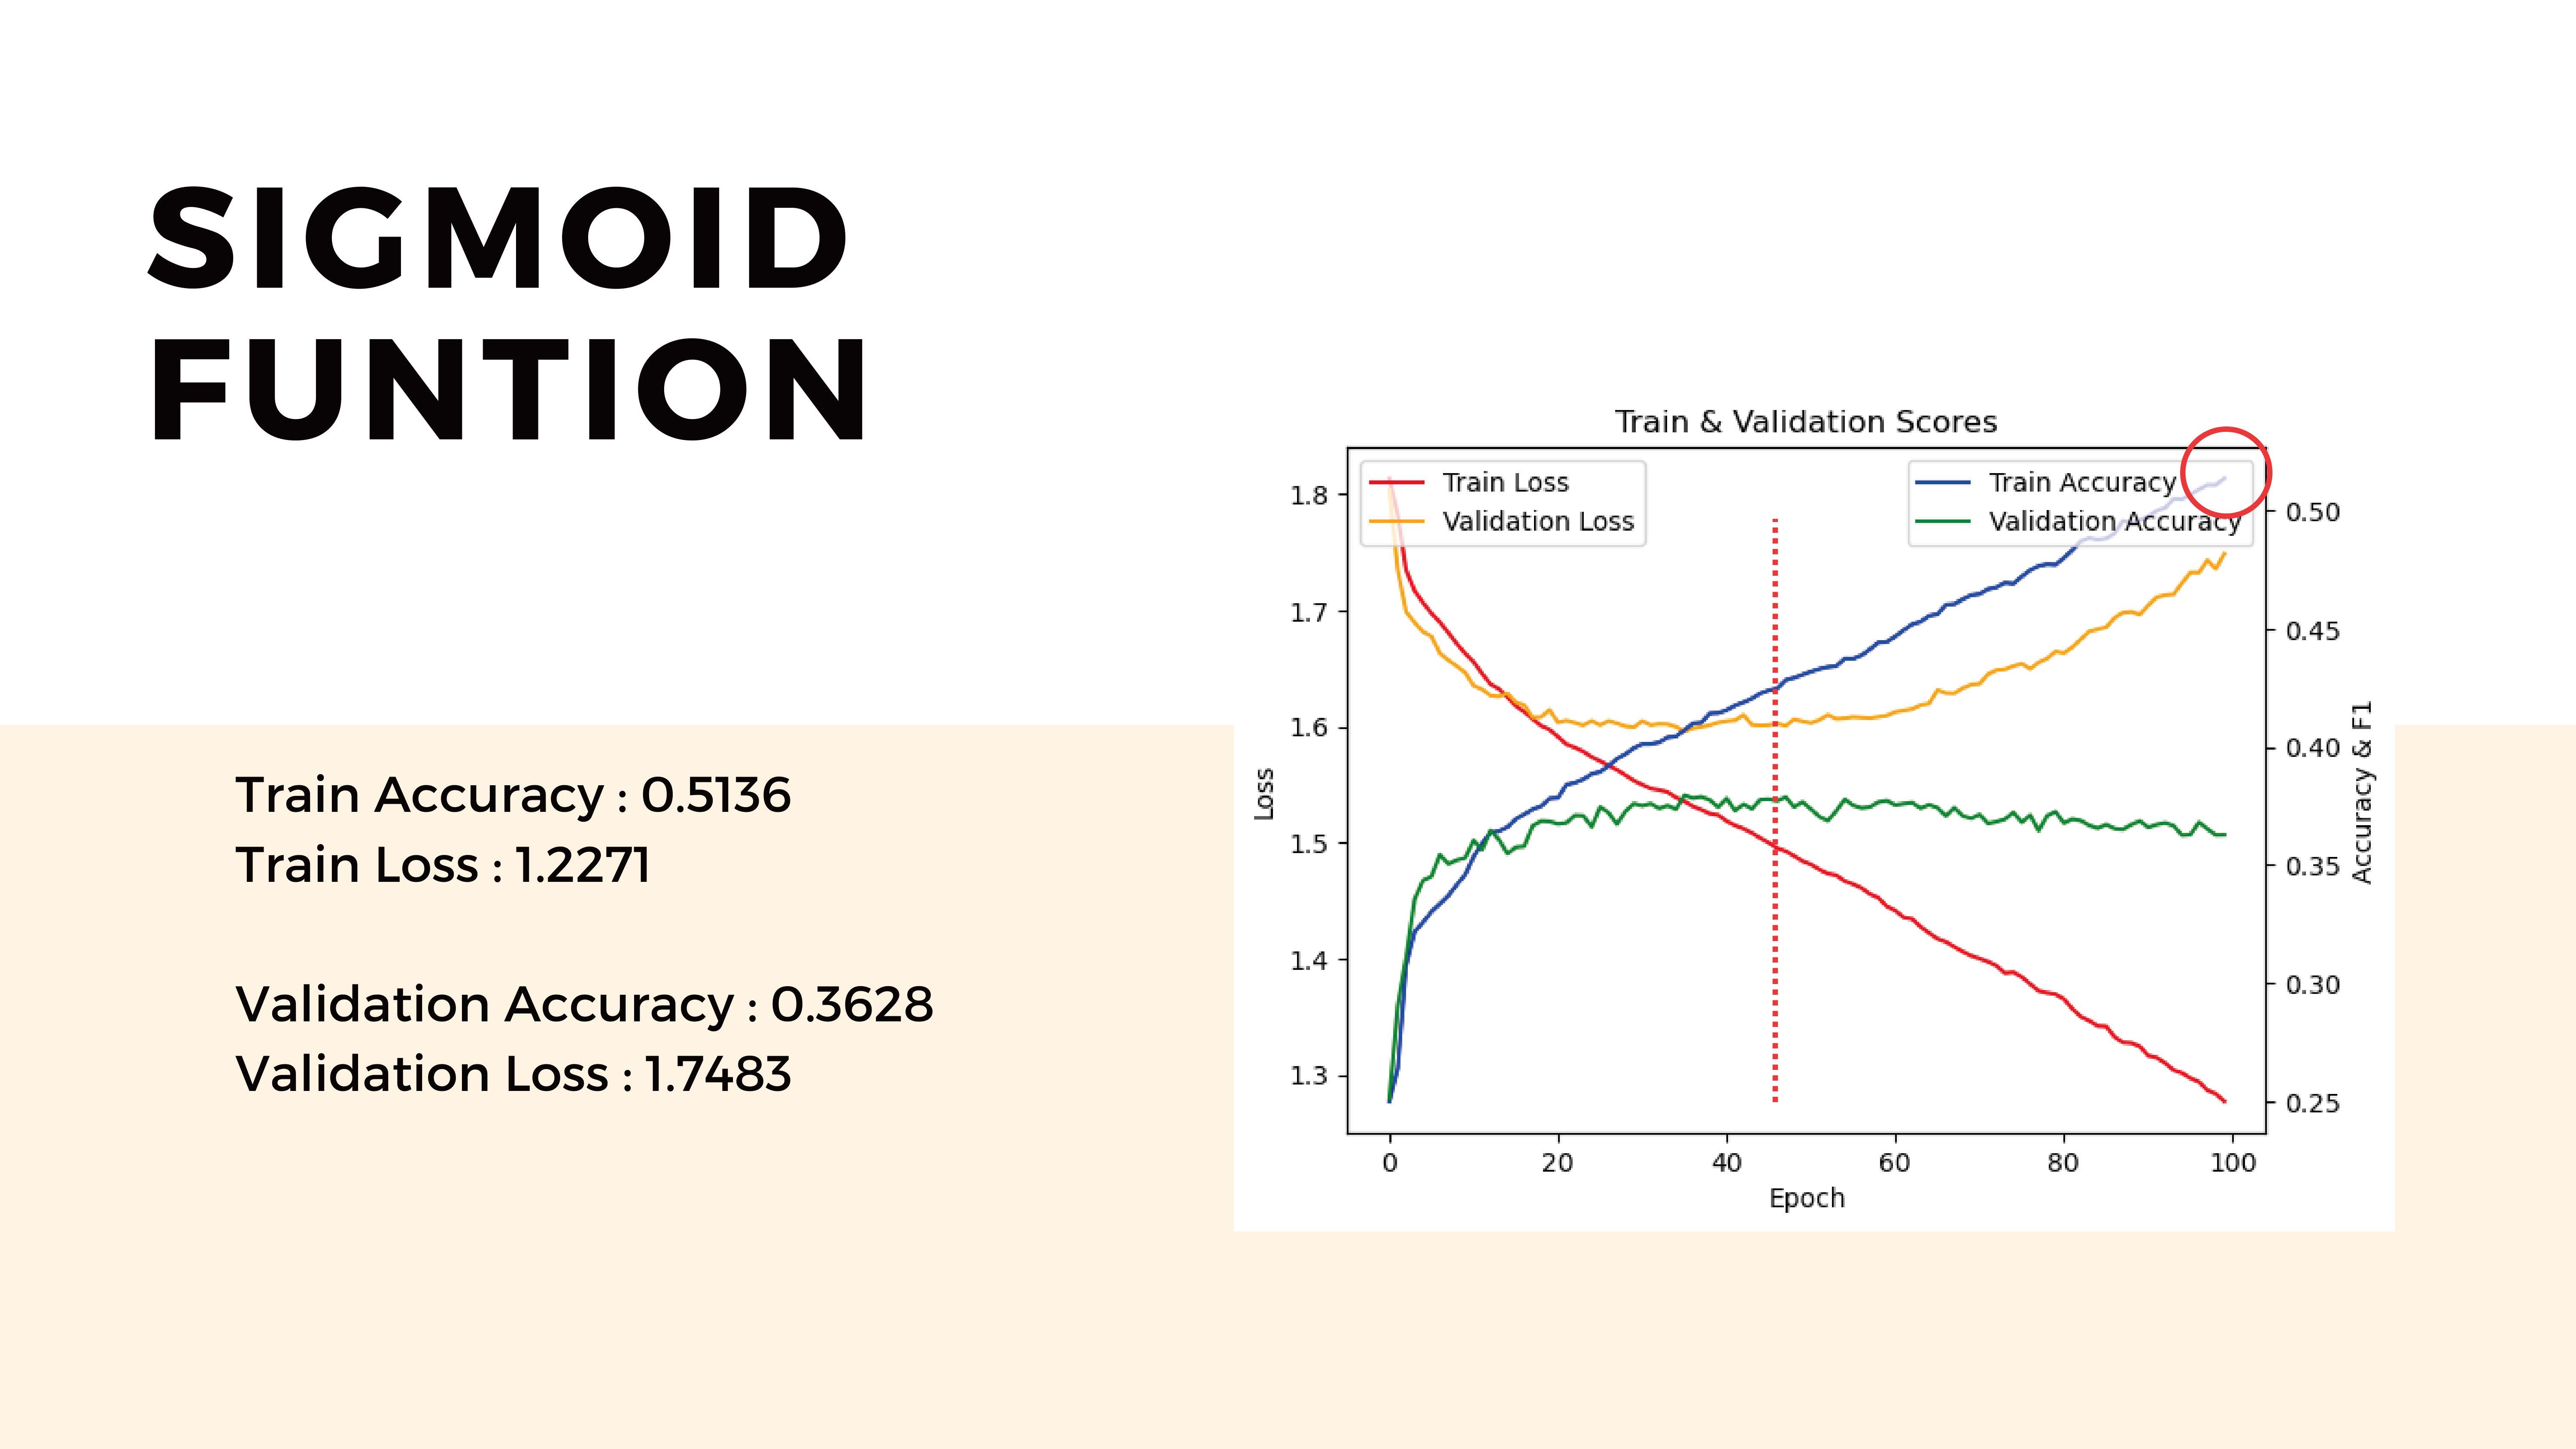 SIGMOID
FUNTION
Train Accuracy : 0.5136
Train Loss : 1.2271
Validation Accuracy : 0.3628
Validation Loss : 1.7483
Train & Validation Scores
Train Loss
Validation Loss
Train Accuracy
Validation Accuracy
Loss
1.8
1.7
1.6
1.5
1.4
1.3
0.50
0.45
0.40
0.35
0.30
0.25
Accuracy & F1
0 20 40 60 80 100
Epoch